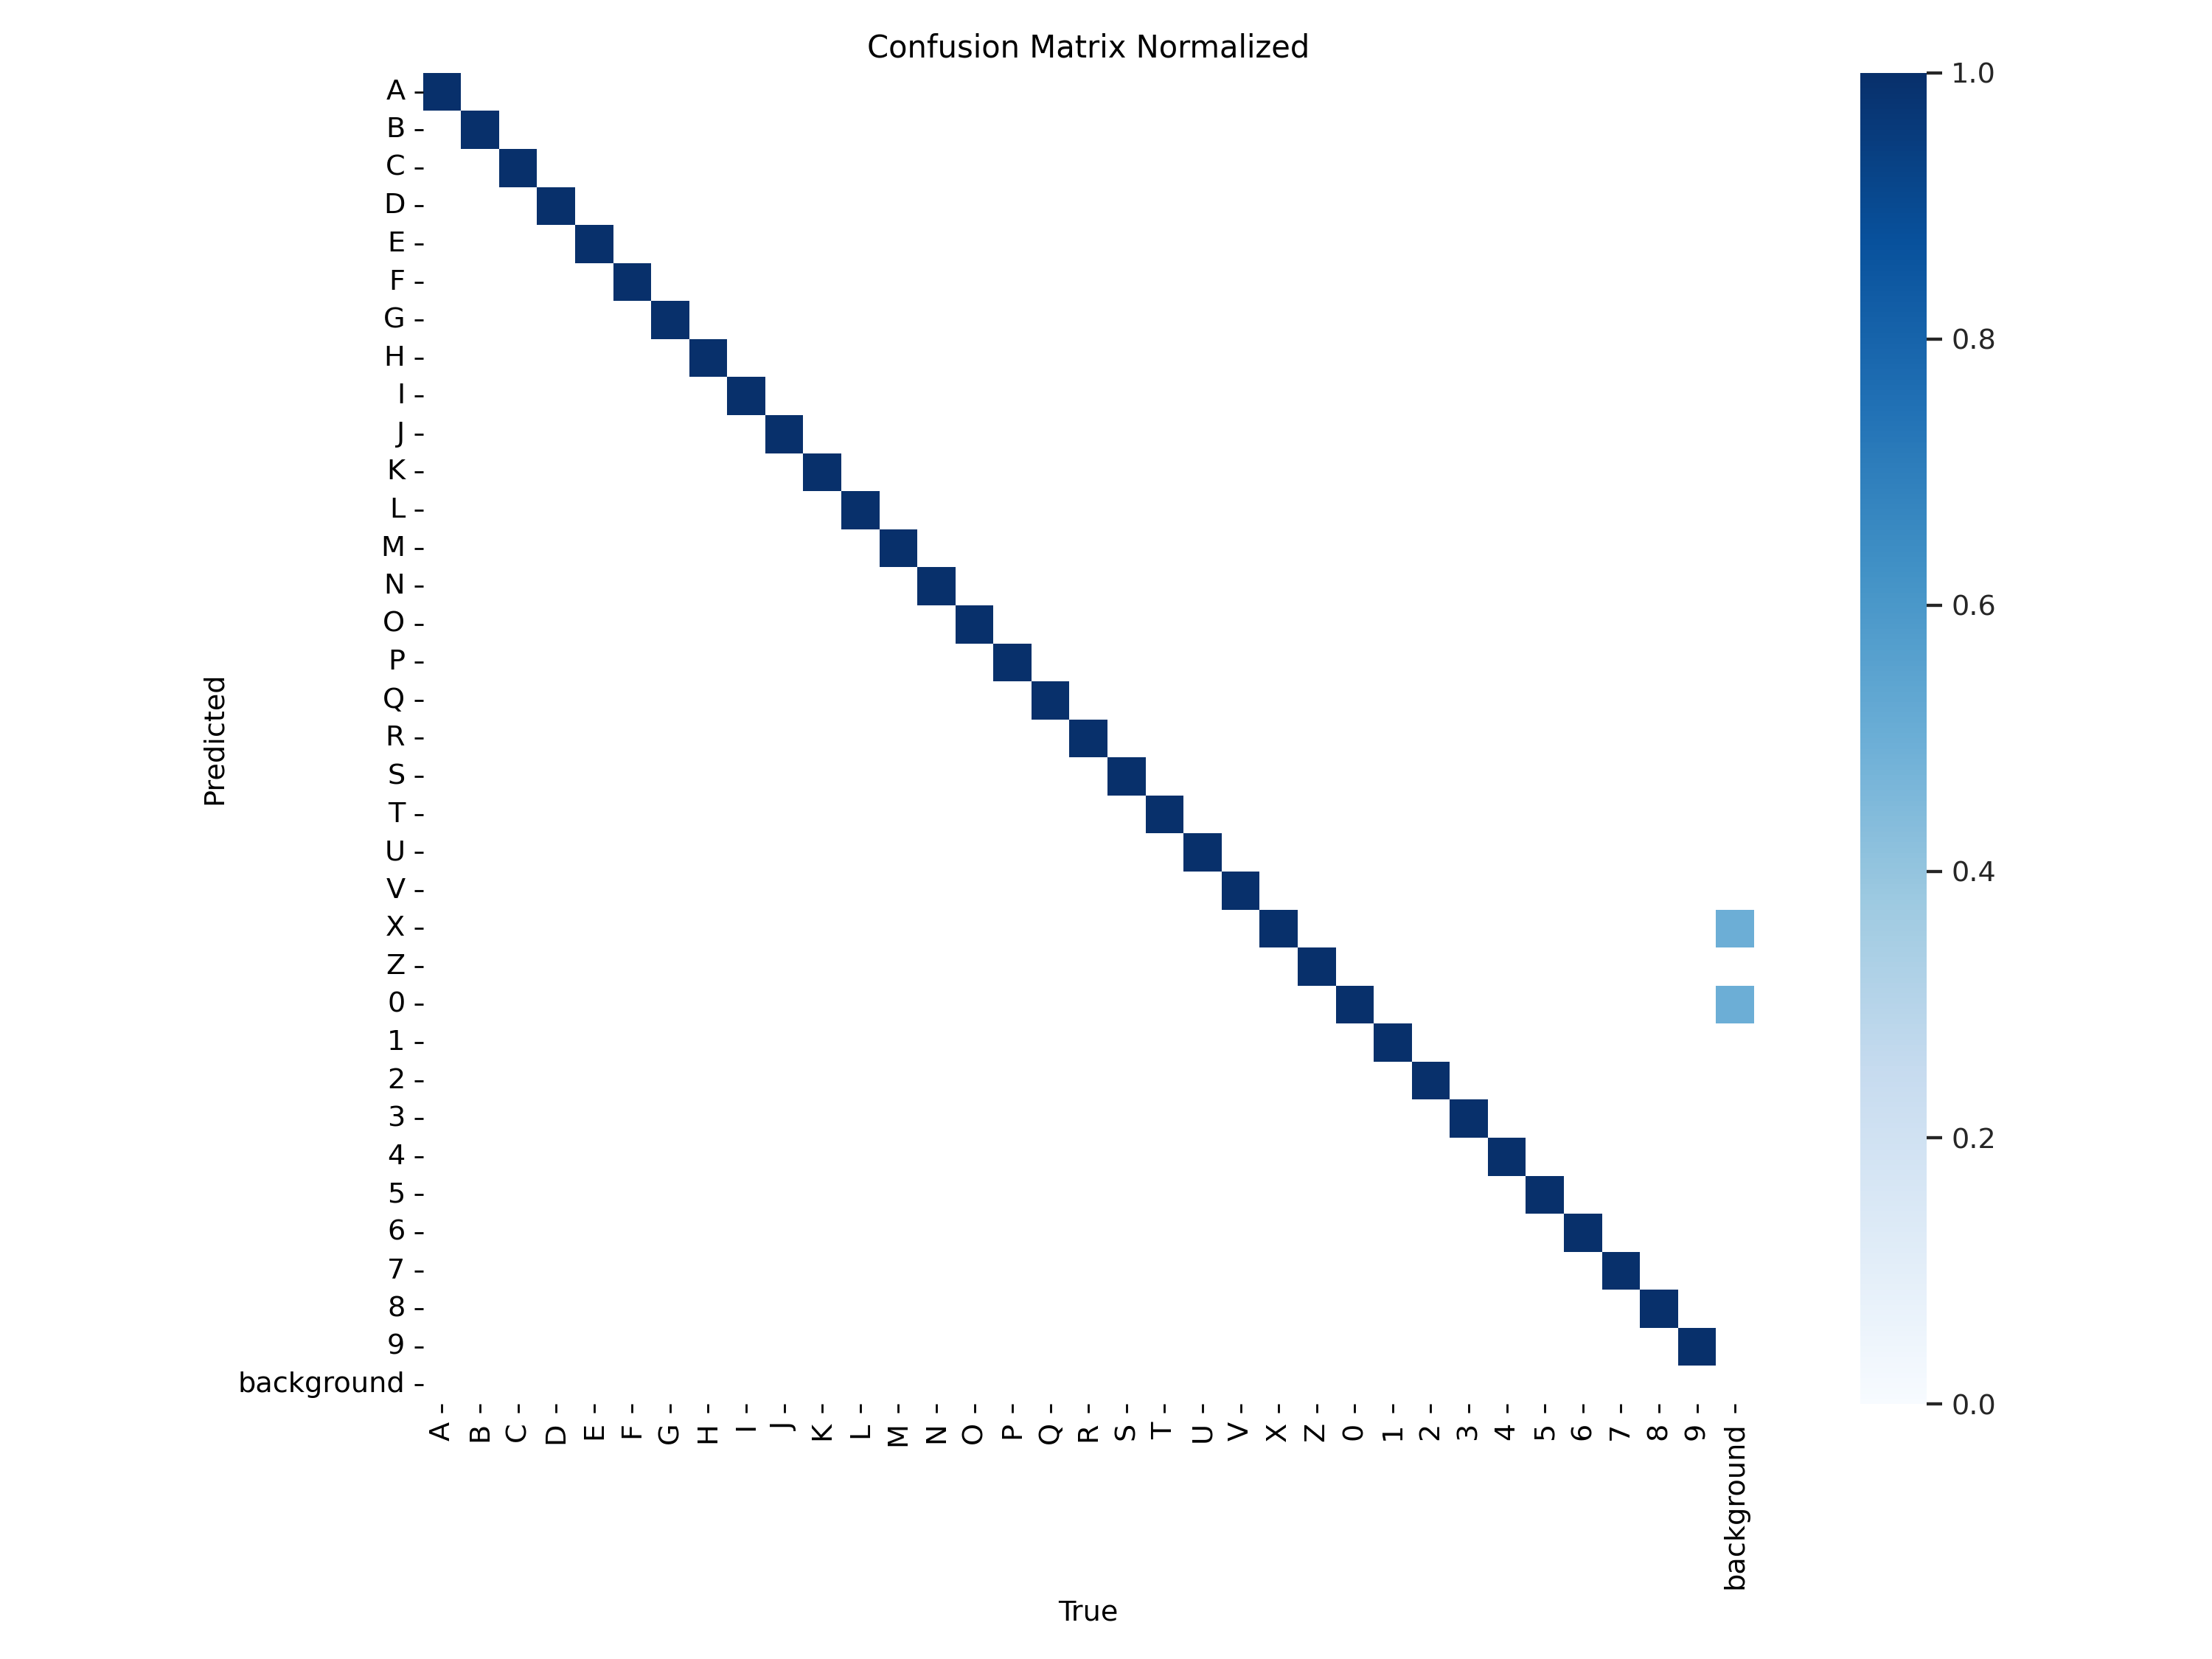 Confusion Matrix Normalized
A
B
C
D
E
F
G
H
I
J
K
L
M
N
O
P
Q
R
S
T
U
V
X
Z
0
1
2
3
4
5
6
7
8
9
background
Predicted
A B C D E F G H I J K L M N O P Q R S T U V X Z 0 1 2 3 4 5 6 7 8 9 background
True
1.0
0.8
0.6
0.4
0.2
0.0